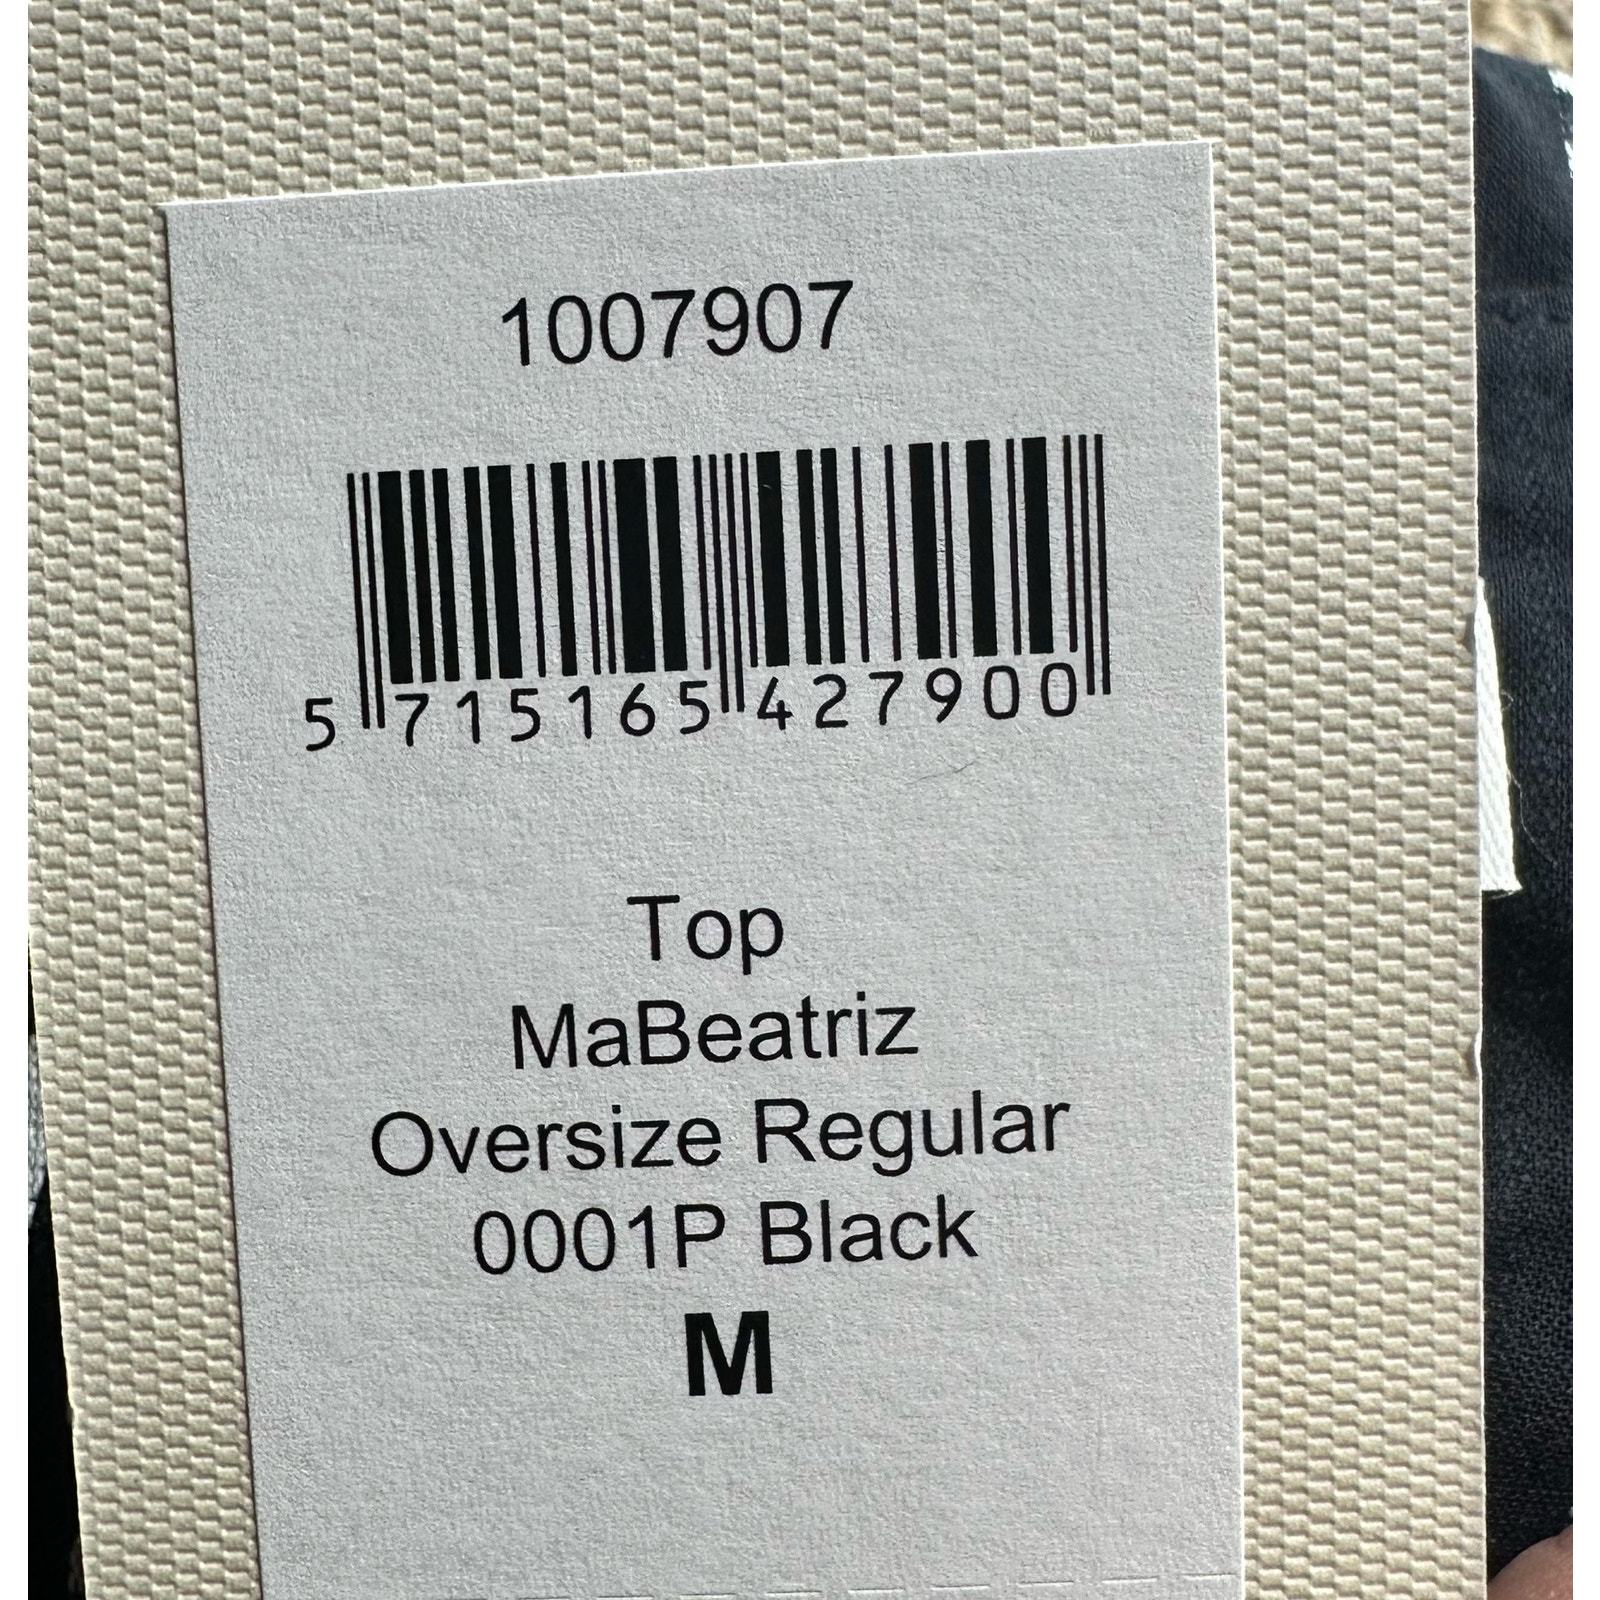 1007907
5 715165 427900
Top
MaBeatriz
Oversize Regular
0001P Black
M